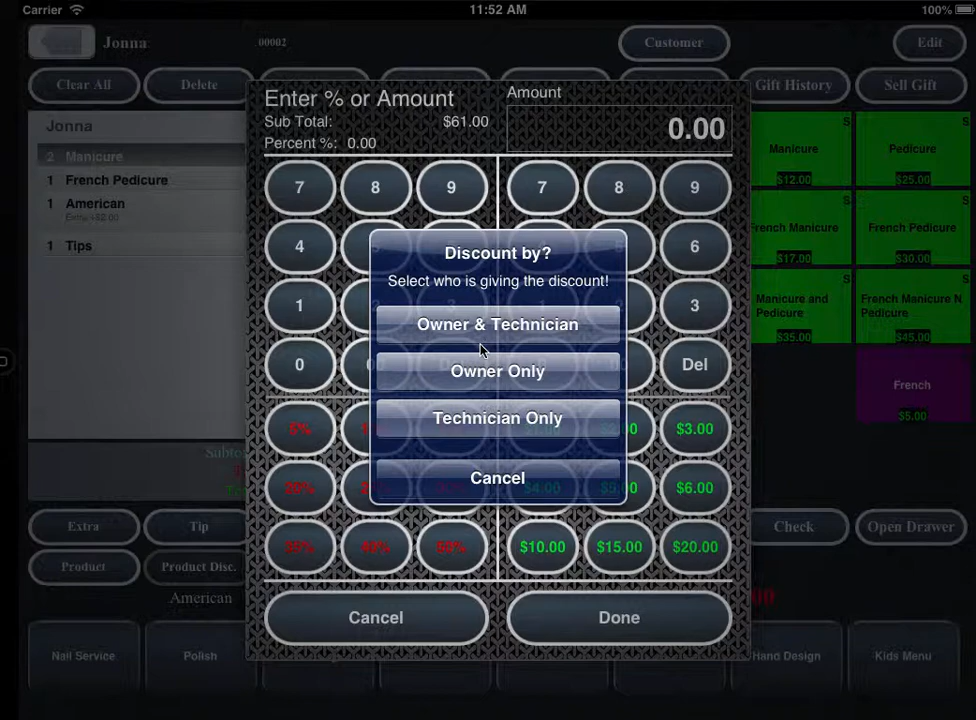 Carrier
11:52 AM
100%
Jonna
.00002
Customer
Edit
Clear All
Delete
Gift History
Sell Gift
Enter % or Amount
Sub Total: $61.00
Percent %: 0.00
Amount
0.00
Jonna
2 Manicure
1 French Pedicure
1 American
1 Tips
7
8
9
7
8
9
4
6
1
3
0
Del
$3.00
$6.00
$10.00
$15.00
$20.00
Discount by?
Select who is giving the discount!
Owner & Technician
Owner Only
Technician Only
Cancel
Manicure
$12.00
S
Pedicure
$25.00
French Manicure
$17.00
S
French Pedicure
$30.00
Manicure and
Pedicure
$35.00
S
French Manicure N
Pedicure
$45.00
French
$5.00
Extra
Tip
Check
Open Drawer
Product
Product Disc.
American
Cancel
Done
Nail Service
Polish
Hand Design
Kids Menu